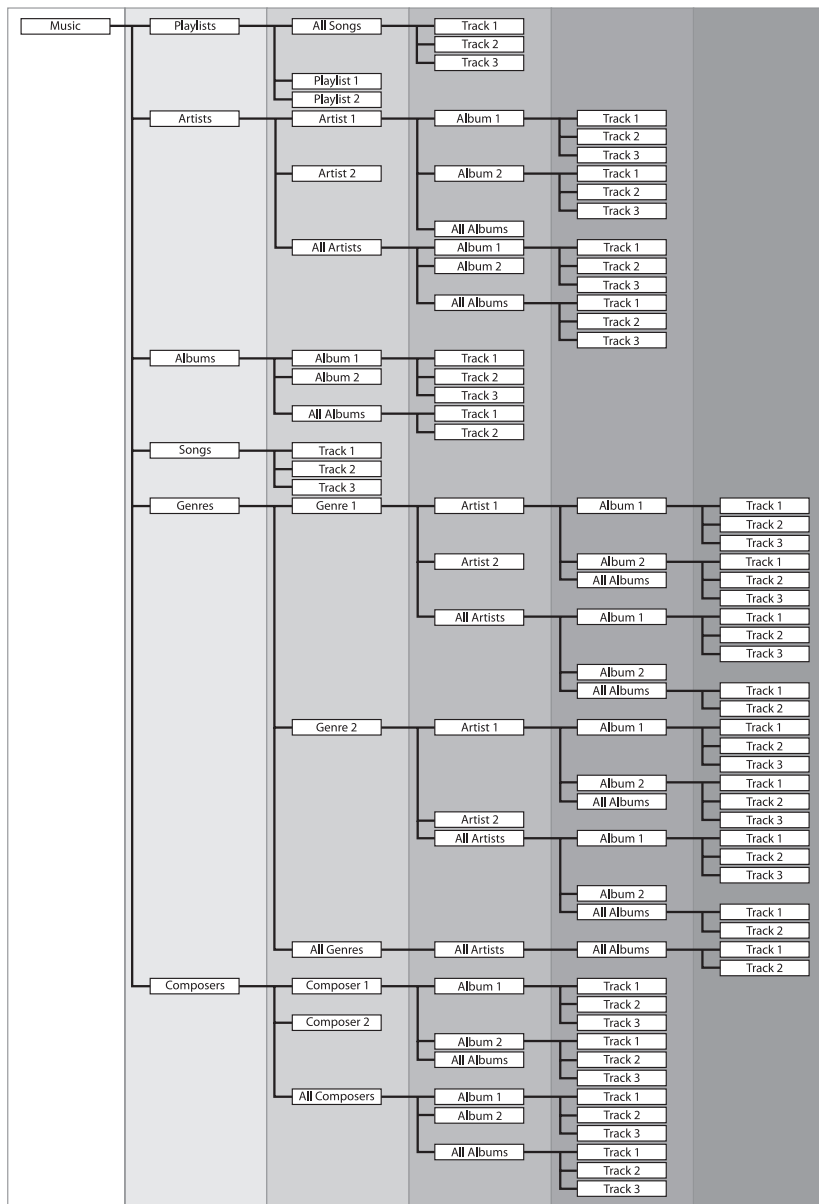 Music Playlists All Songs Track 1
Track 2
Track 3
Playlist 1
Playlist 2
Artists Artist 1 Album 1 Track 1
Track 2
Track 3
Artist 2 Album 2 Track 1
Track 2
Track 3
All Albums
All Artists Album 1 Track 1
Album 2 Track 2
Track 3
All Albums Track 1
Track 2
Track 3
Albums Album 1 Track 1
Album 2 Track 2
Track 3
All Albums Track 1
Track 2
Songs Track 1
Track 2
Track 3
Genres Genre 1 Artist 1 Album 1 Track 1
Track 2
Track 3
Artist 2 Album 2 Track 1
All Albums Track 2
Track 3
All Artists Album 1 Track 1
Track 2
Track 3
Album 2
All Albums Track 1
Track 2
Genre 2 Artist 1 Album 1 Track 1
Track 2
Track 3
Album 2 Track 1
All Albums Track 2
Artist 2 Track 3
All Artists Album 1 Track 1
Track 2
Track 3
Album 2
All Albums Track 1
Track 2
All Genres All Artists All Albums Track 1
Track 2
Composers Composer 1 Album 1 Track 1
Track 2
Composer 2 Track 3
Album 2 Track 1
All Albums Track 2
Track 3
All Composers Album 1 Track 1
Album 2 Track 2
Track 3
All Albums Track 1
Track 2
Track 3